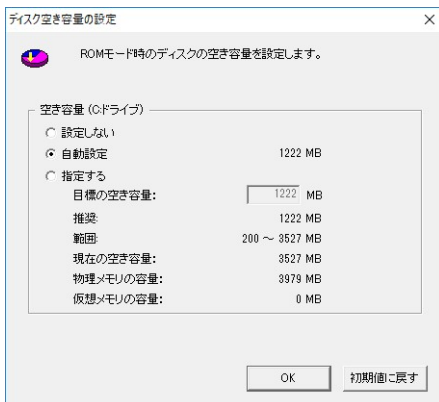 ディスク空き容量の設定
ROMモード時のディスクの空き容量を設定します。
空き容量 (C:ドライブ)
設定しない
自動設定 1222 MB
指定する
目標の空き容量: 1222 MB
推奨: 1222 MB
範囲: 200 ～ 3527 MB
現在の空き容量: 3527 MB
物理メモリの容量: 3979 MB
仮想メモリの容量: 0 MB
OK 初期値に戻す